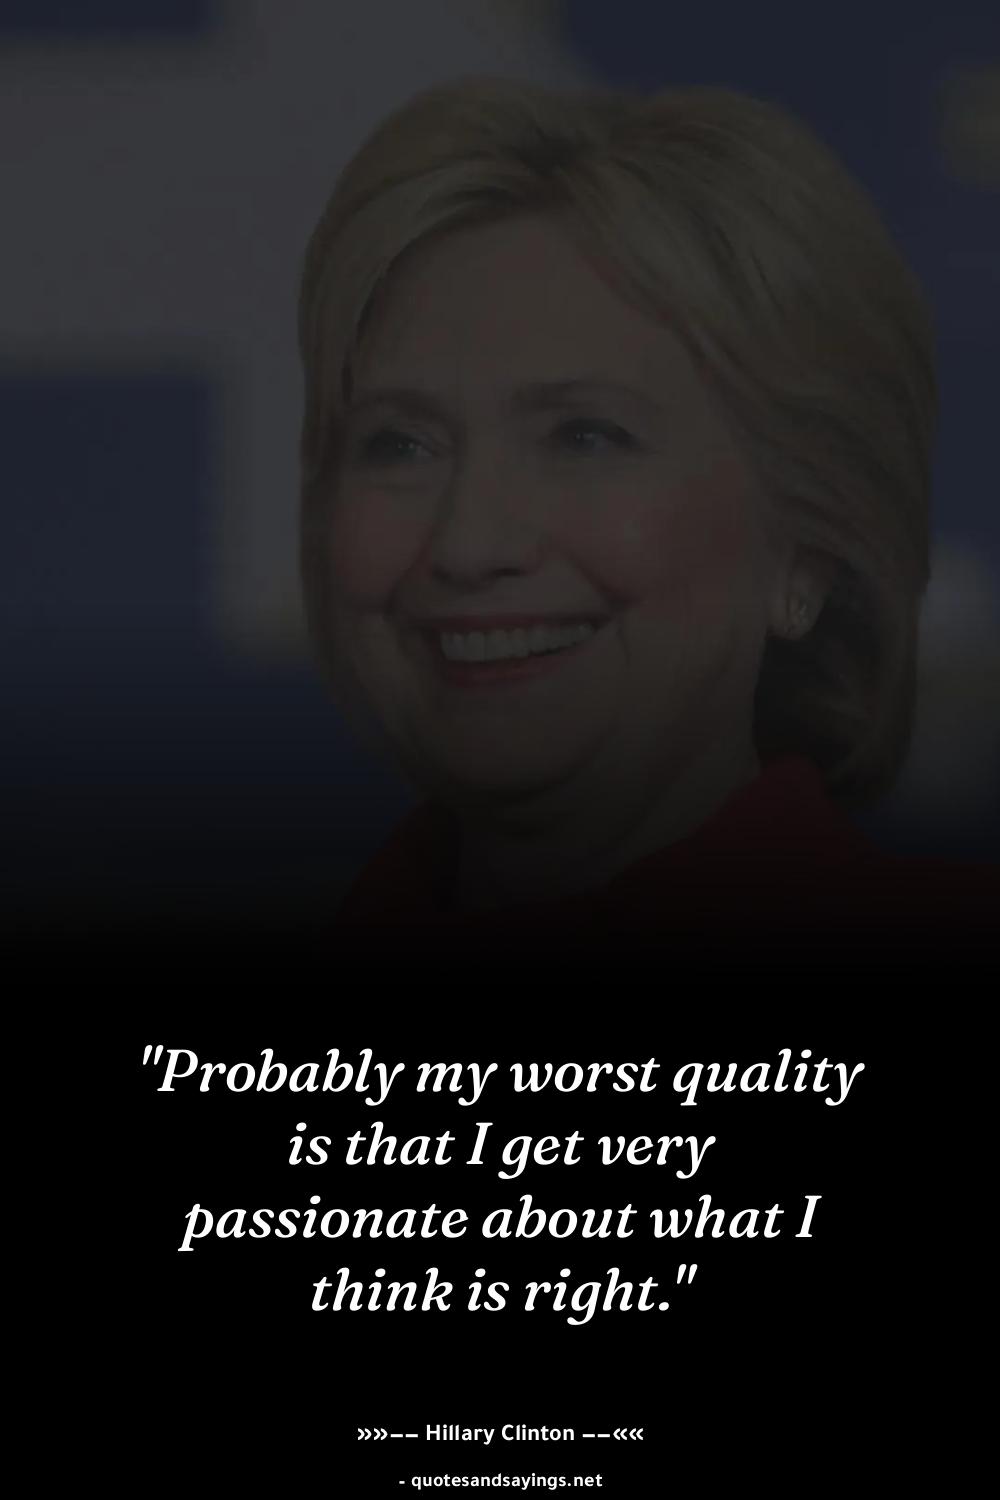 "Probably my worst quality
is that I get very
passionate about what I
think is right."
»»–– Hillary Clinton ––««
- quotesandsayings.net